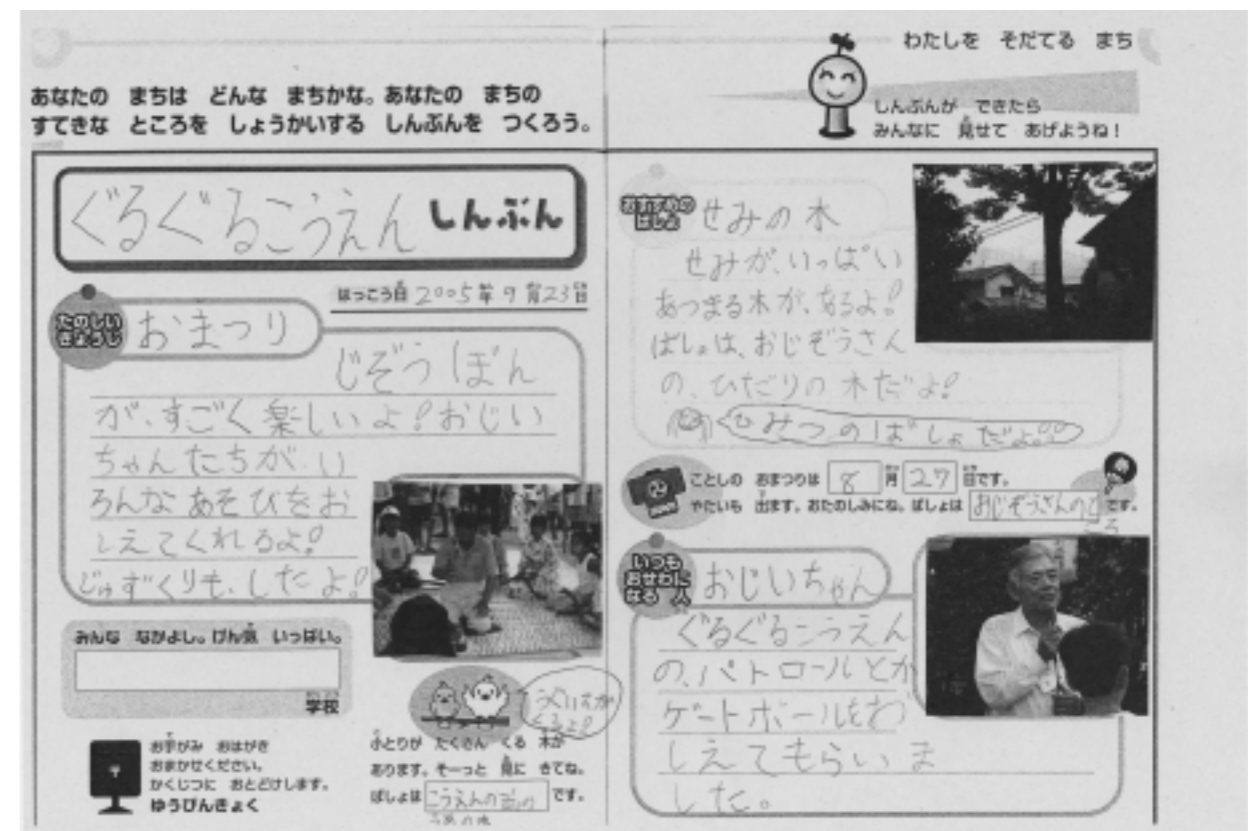 あなたの まちは どんな まちかな。あなたの まちの
すてきな ところを しょうかいする しんぶんを つくろう。
ぐるぐるこうえん しんぶん
はっこう日 2005年9月23日
たのしい
ぎょうじ
おまつり
じぞうぼん
が、すごく楽しいよ!おじい
ちゃんたちが、い
ろんなあそびをお
しえてくれるよ!
じゅずくりも、したよ!
みんな なかよし。げん気 いっぱい。
学校
お手がみ おはがき
おまかせください。
かくじつに おとどけします。
ゆうびんきょく
うぐいすが
くるよ!
小とりが たくさん くる 木が
あります。そーっと 見に きてね。
ばしょは こうえんの です。
うめの木
わたしを そだてる まち
しんぶんが できたら
みんなに 見せて あげようね!
おすすめの
ばしょ
せみの木
せみが、いっぱい
あつまる木が、あるよ!
ばしょは、おじぞうさん
の、ひだりの木だよ!
ひみつのばしょだよ!!
ことしの おまつりは 8月27日です。
やたいも 出ます。おたのしみにね。ばしょは おじぞうさんのと です。
ころ
いつも
おせわに
なる 人
おじいちゃん
ぐるぐるこうえん
の、パトロールとか
ゲートボールをお
しえてもらいま
した。